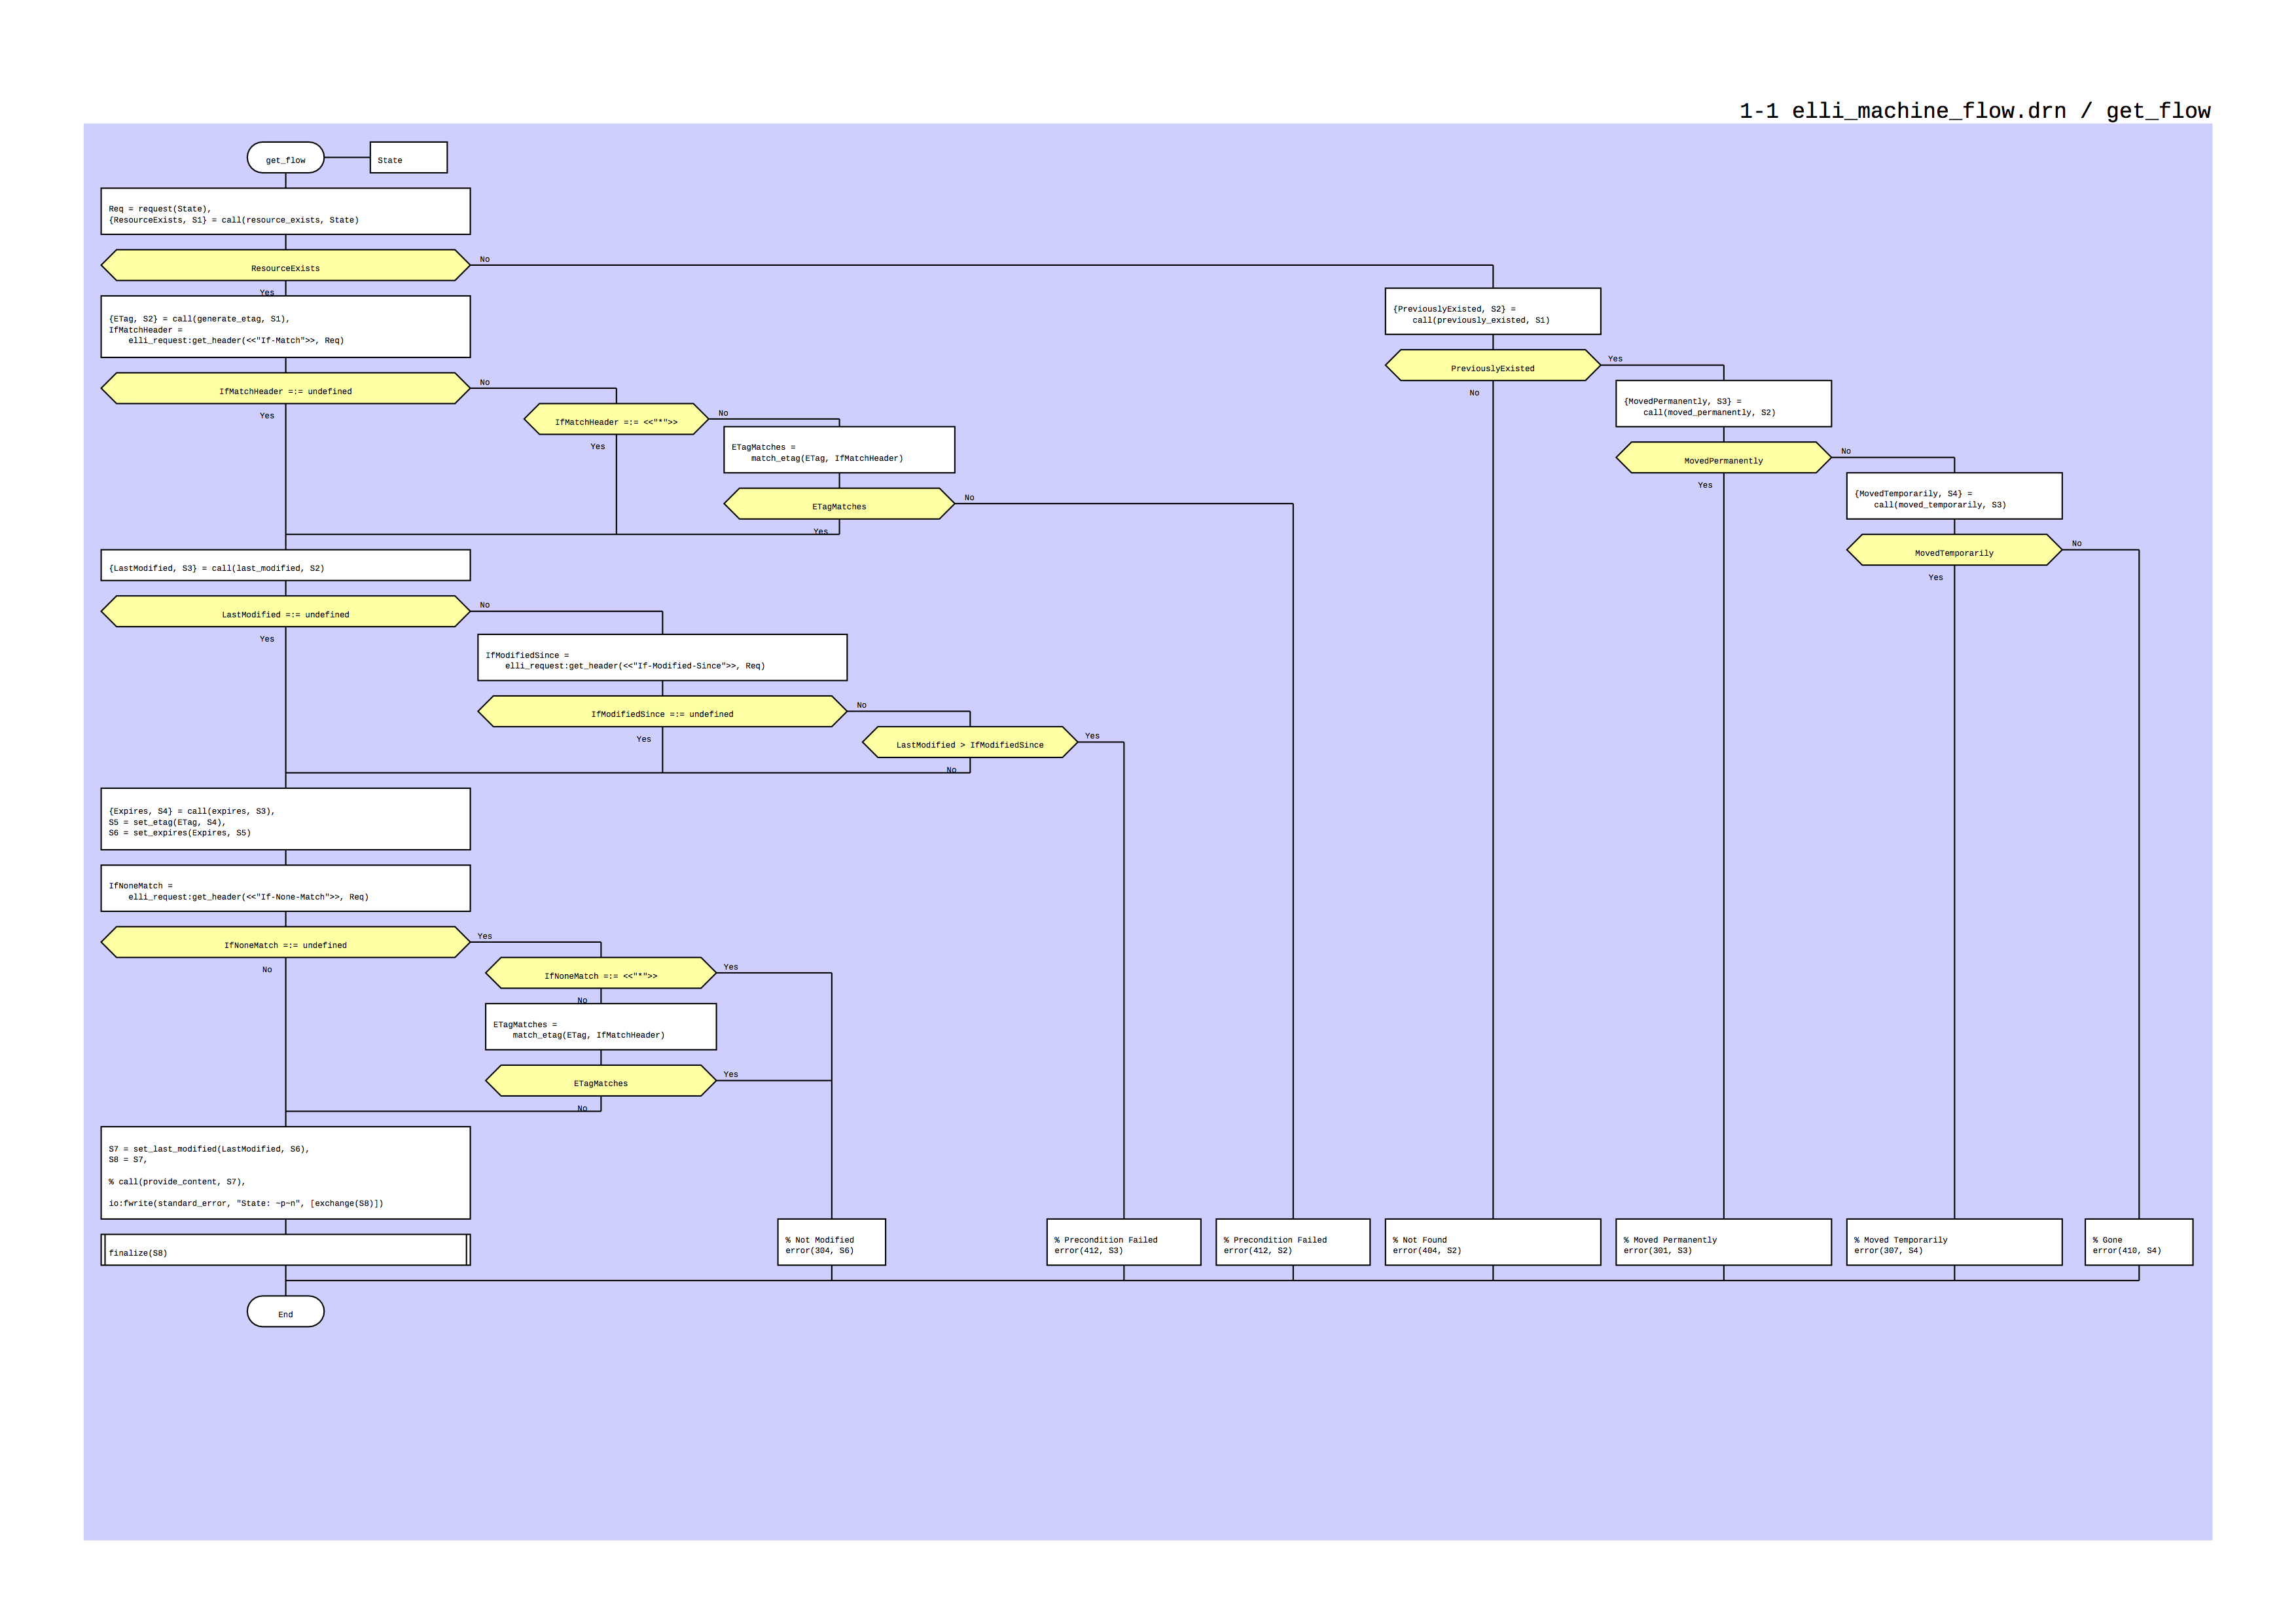 1-1 elli_machine_flow.drn / get_flow
get_flow
State
Req = request(State),
{ResourceExists, S1} = call(resource_exists, State)
ResourceExists
No
Yes
{ETag, S2} = call(generate_etag, S1),
IfMatchHeader =
elli_request:get_header(<<"If-Match">>, Req)
{PreviouslyExisted, S2} =
call(previously_existed, S1)
PreviouslyExisted
Yes
No
IfMatchHeader =:= undefined
No
Yes
IfMatchHeader =:= <<"*">>
No
Yes
ETagMatches =
match_etag(ETag, IfMatchHeader)
ETagMatches
No
Yes
{MovedPermanently, S3} =
call(moved_permanently, S2)
MovedPermanently
No
Yes
{MovedTemporarily, S4} =
call(moved_temporarily, S3)
MovedTemporarily
No
Yes
{LastModified, S3} = call(last_modified, S2)
LastModified =:= undefined
No
Yes
IfModifiedSince =
elli_request:get_header(<<"If-Modified-Since">>, Req)
IfModifiedSince =:= undefined
No
Yes
LastModified > IfModifiedSince
Yes
No
{Expires, S4} = call(expires, S3),
S5 = set_etag(ETag, S4),
S6 = set_expires(Expires, S5)
IfNoneMatch =
elli_request:get_header(<<"If-None-Match">>, Req)
IfNoneMatch =:= undefined
Yes
No
IfNoneMatch =:= <<"*">>
Yes
No
ETagMatches =
match_etag(ETag, IfMatchHeader)
ETagMatches
Yes
No
S7 = set_last_modified(LastModified, S6),
S8 = S7,
% call(provide_content, S7),
io:fwrite(standard_error, "State: ~p~n", [exchange(S8)])
finalize(S8)
% Not Modified
error(304, S6)
% Precondition Failed
error(412, S3)
% Precondition Failed
error(412, S2)
% Not Found
error(404, S2)
% Moved Permanently
error(301, S3)
% Moved Temporarily
error(307, S4)
% Gone
error(410, S4)
End